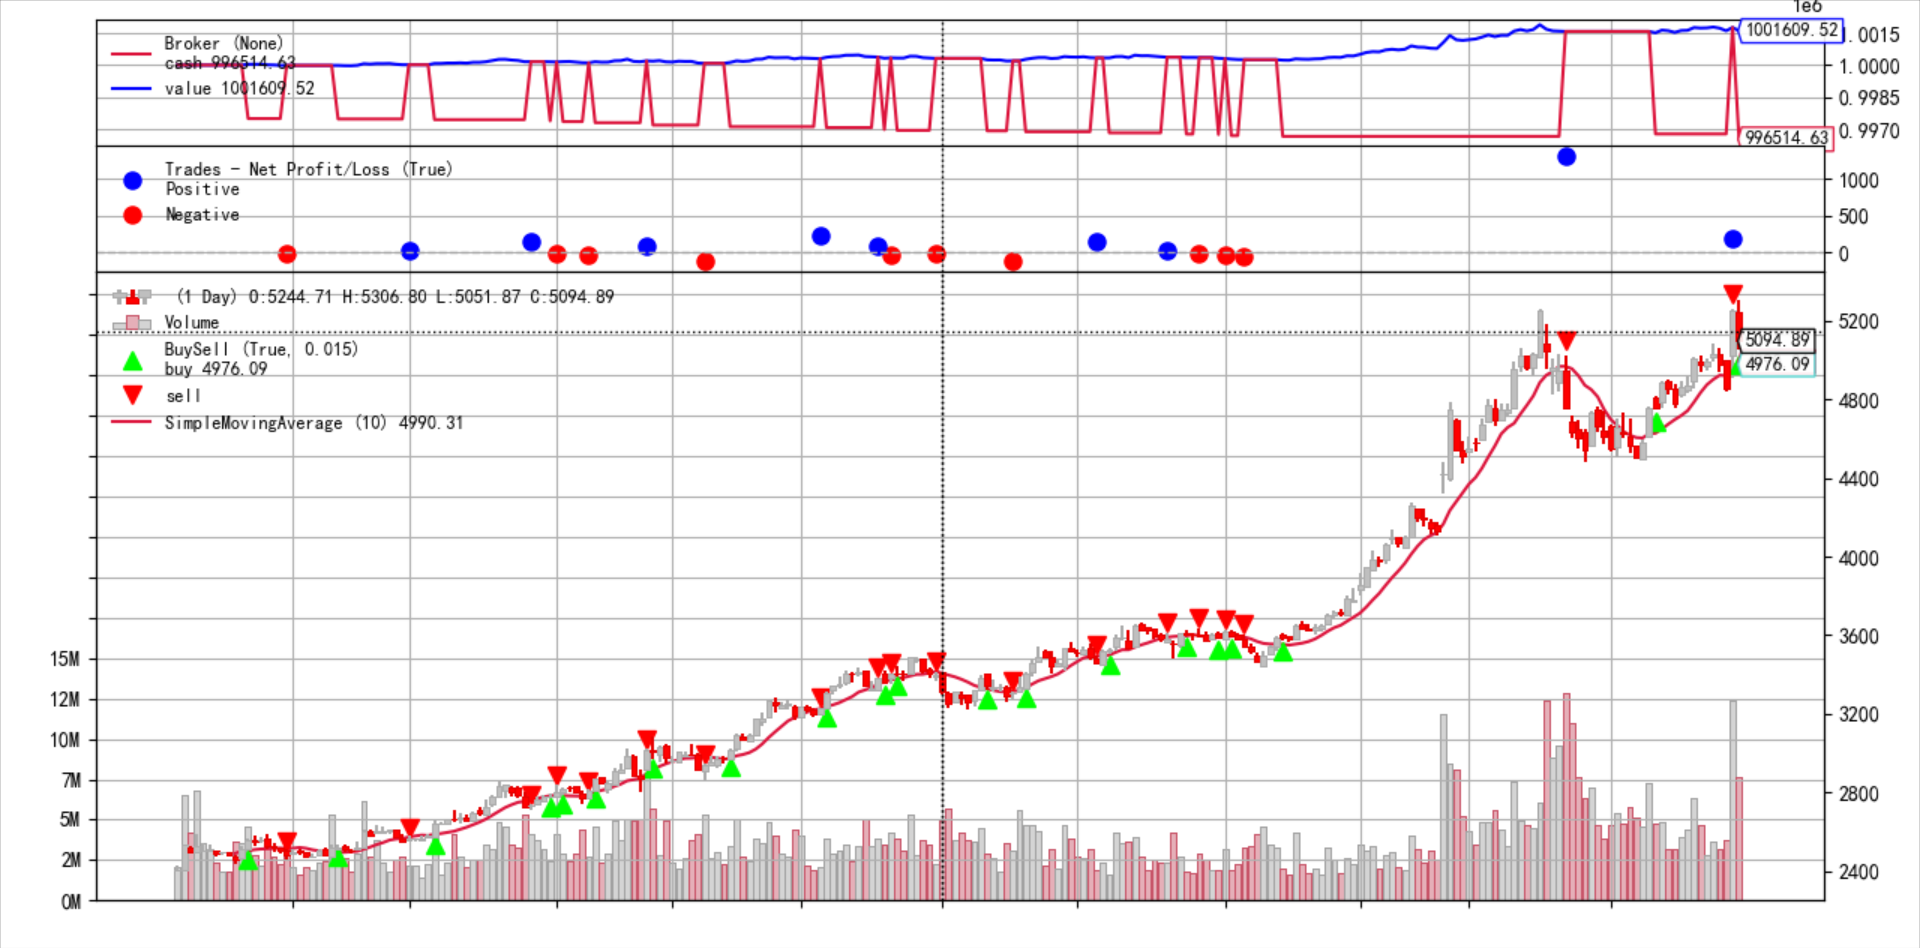 1e6
Broker (None)
cash 996514.63
value 1001609.52
1001609.52
1.0015
1.0000
0.9985
0.9970
996514.63
Trades - Net Profit/Loss (True)
Positive
Negative
1000
500
0
(1 Day) O:5244.71 H:5306.80 L:5051.87 C:5094.89
Volume
BuySell (True, 0.015)
buy 4976.09
sell
SimpleMovingAverage (10) 4990.31
5200
5094.89
4976.09
4800
4400
4000
3600
3200
2800
2400
15M
12M
10M
7M
5M
2M
0M